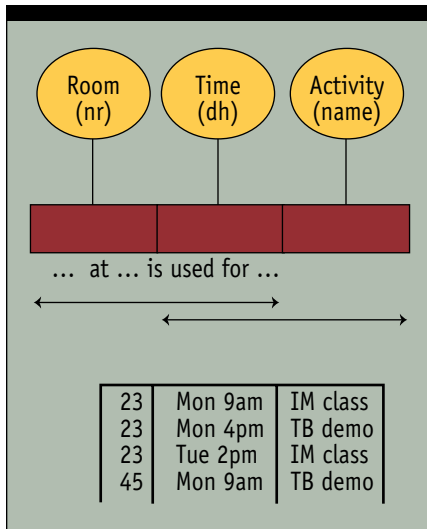 Room Time Activity
(nr) (dh) (name)
... at ... is used for ...
23 Mon 9am IM class
23 Mon 4pm TB demo
23 Tue 2pm IM class
45 Mon 9am TB demo